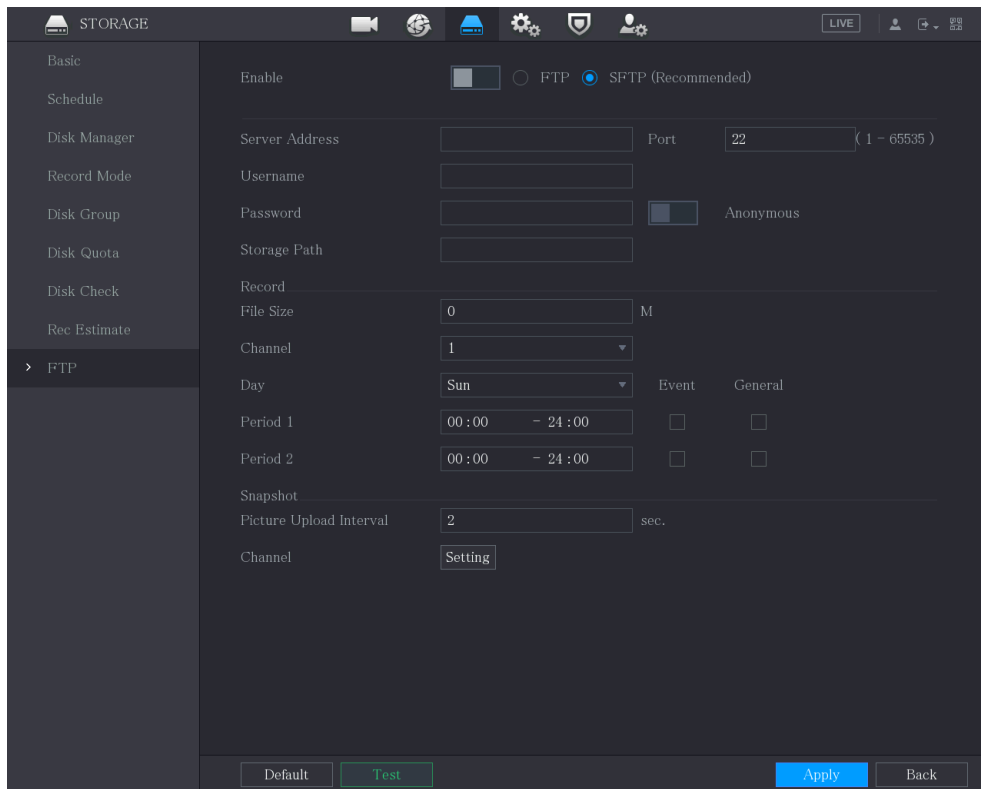 STORAGE LIVE
Basic
Schedule
Disk Manager
Record Mode
Disk Group
Disk Quota
Disk Check
Rec Estimate
FTP
Enable FTP SFTP (Recommended)
Server Address Port 22 ( 1 - 65535 )
Username
Password Anonymous
Storage Path
Record
File Size 0 M
Channel 1
Day Sun Event General
Period 1 00:00 - 24:00
Period 2 00:00 - 24:00
Snapshot
Picture Upload Interval 2 sec.
Channel Setting
Default Test Apply Back